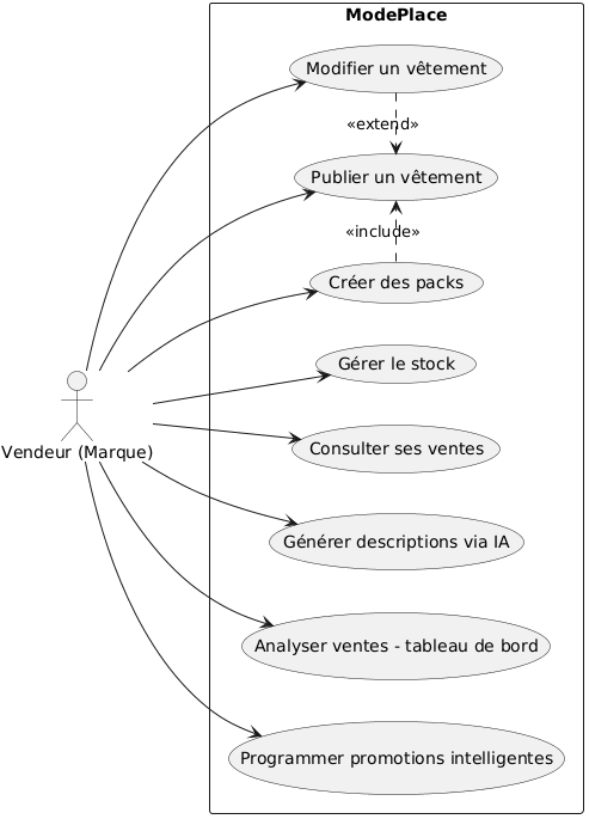 ModePlace
Modifier un vêtement
«extend»
Publier un vêtement
«include»
Créer des packs
Gérer le stock
Vendeur (Marque)
Consulter ses ventes
Générer descriptions via IA
Analyser ventes - tableau de bord
Programmer promotions intelligentes